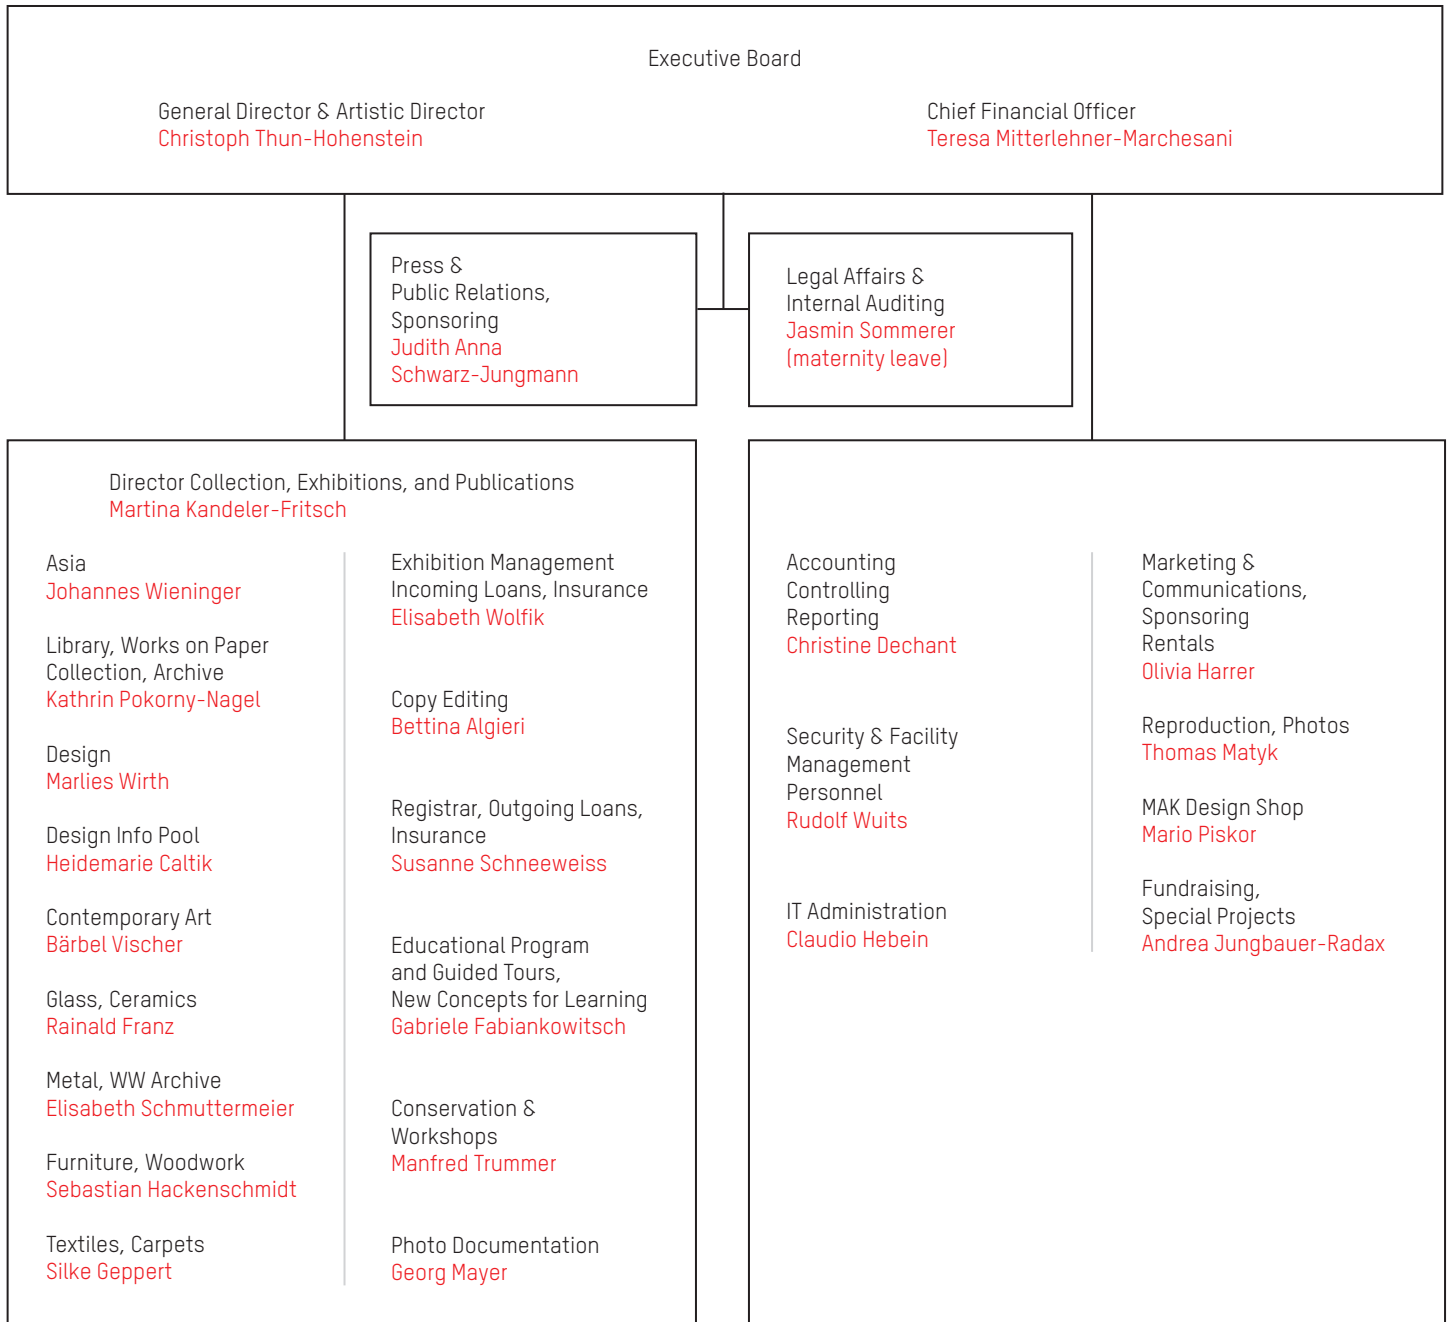 Executive Board
General Director & Artistic Director
Christoph Thun-Hohenstein
Chief Financial Officer
Teresa Mitterlehner-Marchesani
Press &
Public Relations,
Sponsoring
Judith Anna
Schwarz-Jungmann
Legal Affairs &
Internal Auditing
Jasmin Sommerer
(maternity leave)
Director Collection, Exhibitions, and Publications
Martina Kandeler-Fritsch
Asia
Johannes Wieninger
Library, Works on Paper
Collection, Archive
Kathrin Pokorny-Nagel
Design
Marlies Wirth
Design Info Pool
Heidemarie Caltik
Contemporary Art
Bärbel Vischer
Glass, Ceramics
Rainald Franz
Metal, WW Archive
Elisabeth Schmuttermeier
Furniture, Woodwork
Sebastian Hackenschmidt
Textiles, Carpets
Silke Geppert
Exhibition Management
Incoming Loans, Insurance
Elisabeth Wolfik
Copy Editing
Bettina Algieri
Registrar, Outgoing Loans,
Insurance
Susanne Schneeweiss
Educational Program
and Guided Tours,
New Concepts for Learning
Gabriele Fabiankowitsch
Conservation &
Workshops
Manfred Trummer
Photo Documentation
Georg Mayer
Accounting
Controlling
Reporting
Christine Dechant
Security & Facility
Management
Personnel
Rudolf Wuits
IT Administration
Claudio Hebein
Marketing &
Communications,
Sponsoring
Rentals
Olivia Harrer
Reproduction, Photos
Thomas Matyk
MAK Design Shop
Mario Piskor
Fundraising,
Special Projects
Andrea Jungbauer-Radax